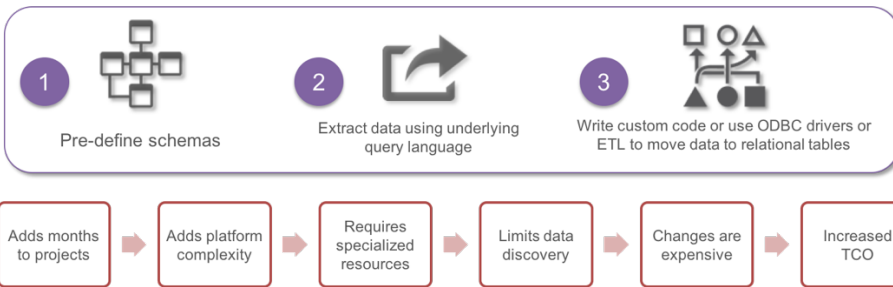 1
Pre-define schemas
2
Extract data using underlying
query language
3
Write custom code or use ODBC drivers or
ETL to move data to relational tables
Adds months
to projects
Adds platform
complexity
Requires
specialized
resources
Limits data
discovery
Changes are
expensive
Increased
TCO